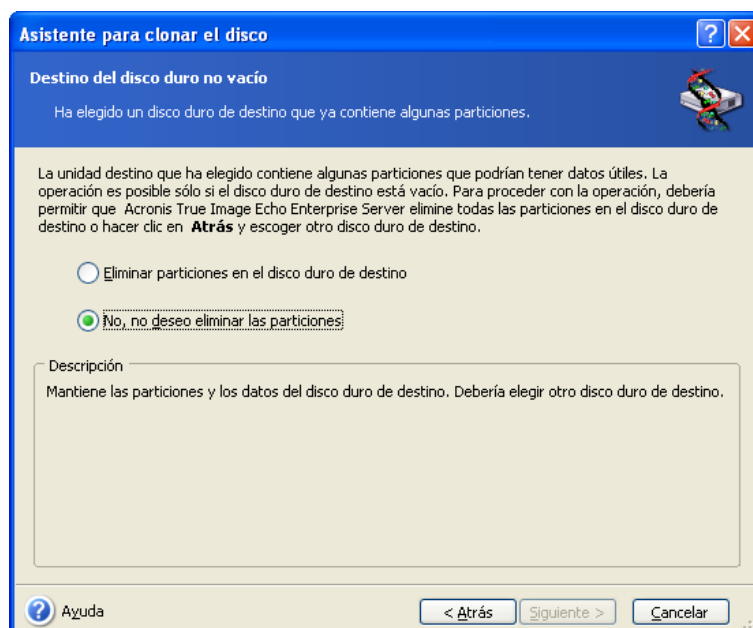 Asistente para clonar el disco
Destino del disco duro no vacío
Ha elegido un disco duro de destino que ya contiene algunas particiones.
La unidad destino que ha elegido contiene algunas particiones que podrían tener datos útiles. La
operación es posible sólo si el disco duro de destino está vacío. Para proceder con la operación, debería
permitir que Acronis True Image Echo Enterprise Server elimine todas las particiones en el disco duro de
destino o hacer clic en Atrás y escoger otro disco duro de destino.
Eliminar particiones en el disco duro de destino
No, no deseo eliminar las particiones
Descripción
Mantiene las particiones y los datos del disco duro de destino. Debería elegir otro disco duro de destino.
Ayuda
< Atrás
Siguiente >
Cancelar